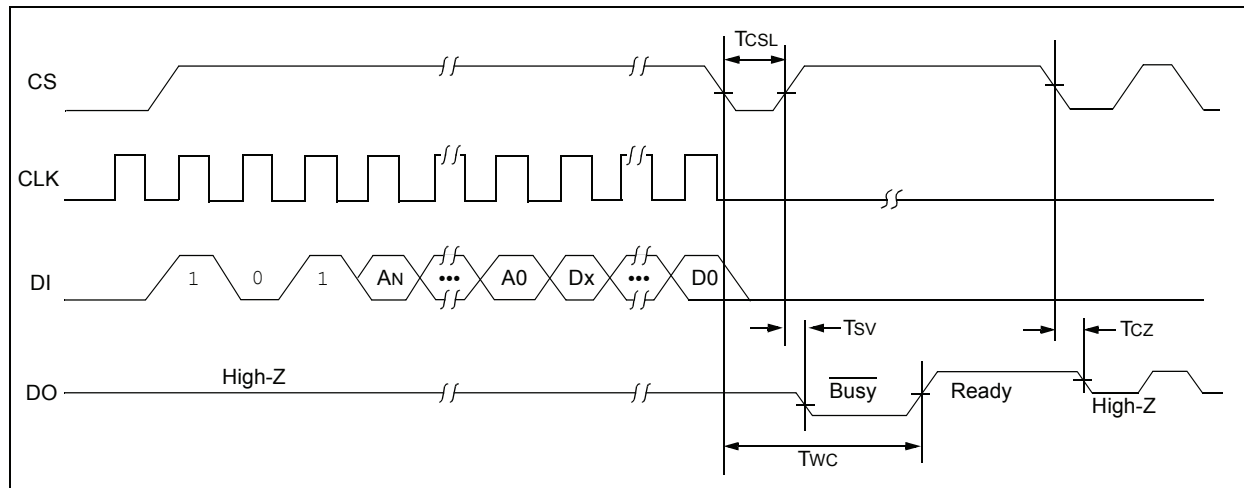 TCSL
CS
CLK
DI
1 0 1 AN ••• A0 Dx ••• D0
TSV
TCZ
DO
High-Z
Busy
Ready
High-Z
TWC